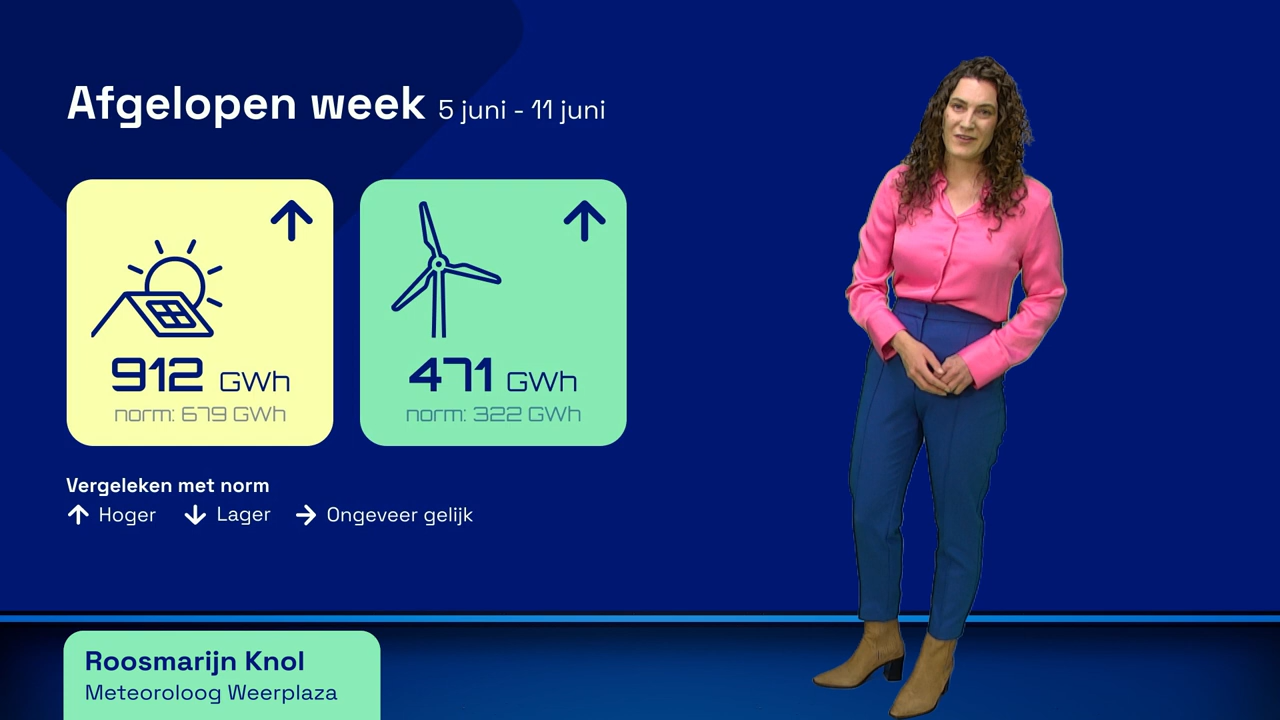 Afgelopen week 5 juni - 11 juni
912 GWh
norm: 679 GWh
471 GWh
norm: 322 GWh
Vergeleken met norm
Hoger Lager Ongeveer gelijk
Roosmarijn Knol
Meteoroloog Weerplaza